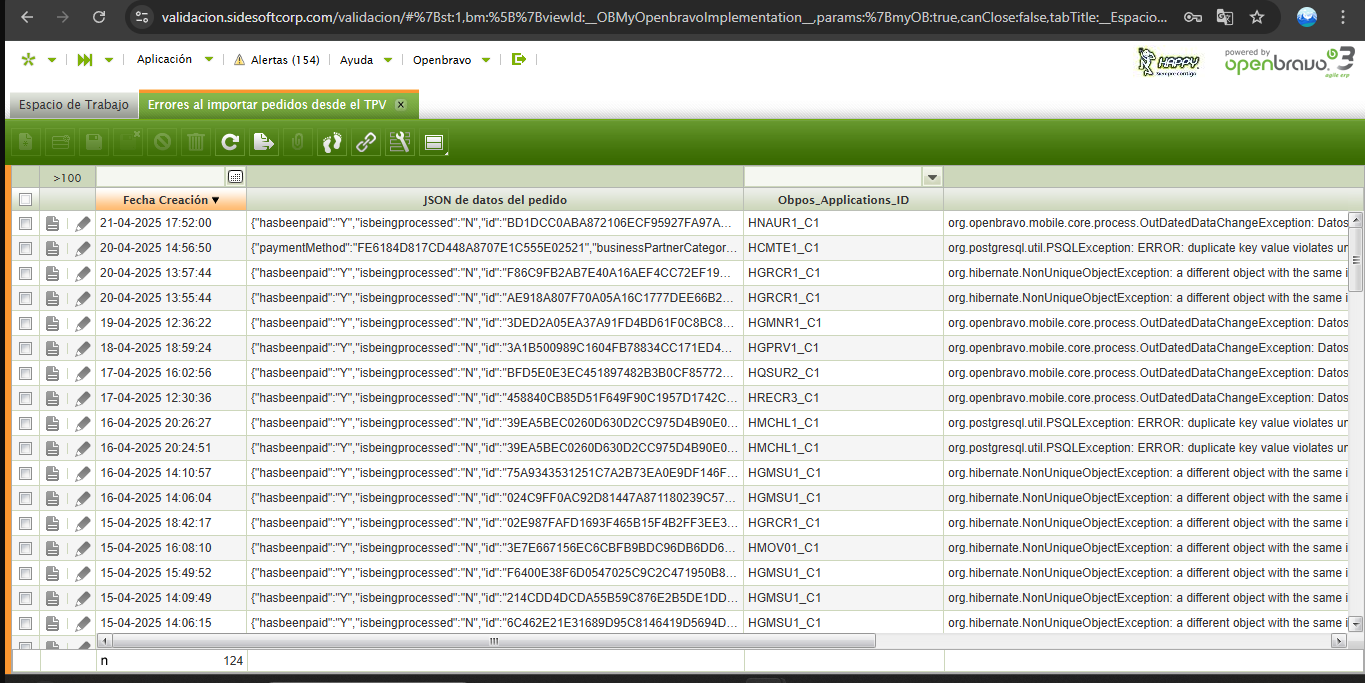 validacion.sidesoftcorp.com/validacion/#%7Bst:1,bm:%5B%7BviewId:__OBMyOpenbravoImplementation__,params:%7BmyOB:true,canClose:false,tabTitle:__Espacio...
Aplicación Alertas (154) Ayuda Openbravo
HAPPY
Siempre contigo
powered by
openbravo 3
agile erp
Espacio de Trabajo Errores al importar pedidos desde el TPV x
>100
Fecha Creación JSON de datos del pedido Obpos_Applications_ID
21-04-2025 17:52:00 {"hasbeenpaid":"Y","isbeingprocessed":"N","id":"BD1DCC0ABA872106ECF95927FA97A... HNAUR1_C1 org.openbravo.mobile.core.process.OutDatedDataChangeException: Datos
20-04-2025 14:56:50 {"paymentMethod":"FE6184D817CD448A8707E1C555E02521","businessPartnerCategor... HCMTE1_C1 org.postgresql.util.PSQLException: ERROR: duplicate key value violates un
20-04-2025 13:57:44 {"hasbeenpaid":"Y","isbeingprocessed":"N","id":"F86C9FB2AB7E40A16AEF4CC72EF19... HGRCR1_C1 org.hibernate.NonUniqueObjectException: a different object with the same i
20-04-2025 13:55:44 {"hasbeenpaid":"Y","isbeingprocessed":"N","id":"AE918A807F70A05A16C1777DEE66B2... HGRCR1_C1 org.hibernate.NonUniqueObjectException: a different object with the same i
19-04-2025 12:36:22 {"hasbeenpaid":"Y","isbeingprocessed":"N","id":"3DED2A05EA37A91FD4BD61F0C8BC8... HGMNR1_C1 org.openbravo.mobile.core.process.OutDatedDataChangeException: Datos
18-04-2025 18:59:24 {"hasbeenpaid":"Y","isbeingprocessed":"N","id":"3A1B500989C1604FB78834CC171ED4... HGPRV1_C1 org.openbravo.mobile.core.process.OutDatedDataChangeException: Datos
17-04-2025 16:02:56 {"hasbeenpaid":"Y","isbeingprocessed":"N","id":"BFD5E0E3EC451897482B3B0CF85772... HQSUR2_C1 org.openbravo.mobile.core.process.OutDatedDataChangeException: Datos
17-04-2025 12:30:36 {"hasbeenpaid":"Y","isbeingprocessed":"N","id":"458840CB85D51F649F90C1957D1742C... HRECR3_C1 org.openbravo.mobile.core.process.OutDatedDataChangeException: Datos
16-04-2025 20:26:27 {"hasbeenpaid":"Y","isbeingprocessed":"N","id":"39EA5BEC0260D630D2CC975D4B90E0... HMCHL1_C1 org.postgresql.util.PSQLException: ERROR: duplicate key value violates un
16-04-2025 20:24:51 {"hasbeenpaid":"Y","isbeingprocessed":"N","id":"39EA5BEC0260D630D2CC975D4B90E0... HMCHL1_C1 org.postgresql.util.PSQLException: ERROR: duplicate key value violates un
16-04-2025 14:10:57 {"hasbeenpaid":"Y","isbeingprocessed":"N","id":"75A9343531251C7A2B73EA0E9DF146F... HGMSU1_C1 org.hibernate.NonUniqueObjectException: a different object with the same i
16-04-2025 14:06:04 {"hasbeenpaid":"Y","isbeingprocessed":"N","id":"024C9FF0AC92D81447A871180239C57... HGMSU1_C1 org.hibernate.NonUniqueObjectException: a different object with the same i
15-04-2025 18:42:17 {"hasbeenpaid":"Y","isbeingprocessed":"N","id":"02E987FAFD1693F465B15F4B2FF3EE3... HGRCR1_C1 org.hibernate.NonUniqueObjectException: a different object with the same i
15-04-2025 16:08:10 {"hasbeenpaid":"Y","isbeingprocessed":"N","id":"3E7E667156EC6CBFB9BDC96DB6DD6... HMOV01_C1 org.hibernate.NonUniqueObjectException: a different object with the same i
15-04-2025 15:49:52 {"hasbeenpaid":"Y","isbeingprocessed":"N","id":"F6400E38F6D0547025C9C2C471950B8... HGMSU1_C1 org.hibernate.NonUniqueObjectException: a different object with the same i
15-04-2025 14:09:49 {"hasbeenpaid":"Y","isbeingprocessed":"N","id":"214CDD4DCDA55B59C876E2B5DE1DD... HGMSU1_C1 org.hibernate.NonUniqueObjectException: a different object with the same i
15-04-2025 14:06:15 {"hasbeenpaid":"Y","isbeingprocessed":"N","id":"6C462E21E31689D95C8146419D5694D... HGMSU1_C1 org.hibernate.NonUniqueObjectException: a different object with the same i
n 124